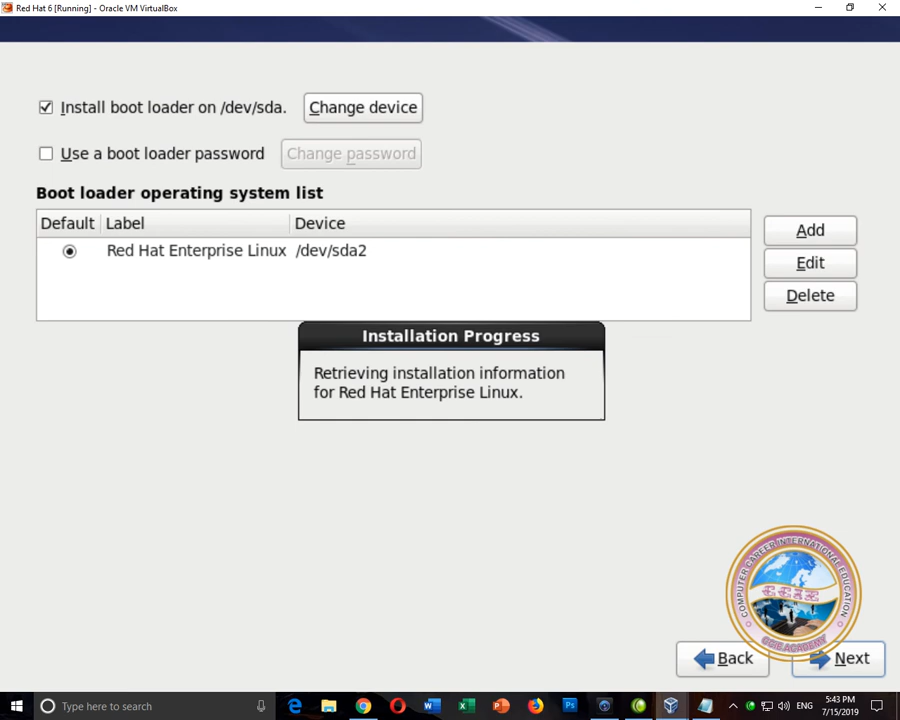 Red Hat 6 [Running] - Oracle VM VirtualBox
Install boot loader on /dev/sda.
Change device
Use a boot loader password
Change password
Boot loader operating system list
Default Label Device
Red Hat Enterprise Linux /dev/sda2
Add
Edit
Delete
Installation Progress
Retrieving installation information
for Red Hat Enterprise Linux.
COMPUTER CAREER INTERNATIONAL EDUCATION
CCIE
CCIE ACADEMY
Back
Next
Type here to search
ENG
5:43 PM
7/15/2019